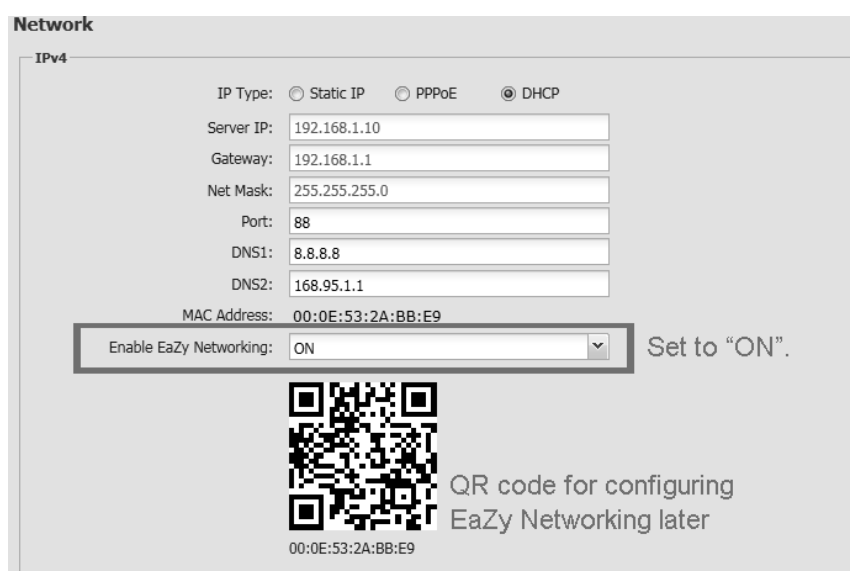 Network
IPv4
IP Type: Static IP PPPoE DHCP
Server IP: 192.168.1.10
Gateway: 192.168.1.1
Net Mask: 255.255.255.0
Port: 88
DNS1: 8.8.8.8
DNS2: 168.95.1.1
MAC Address: 00:0E:53:2A:BB:E9
Enable EaZy Networking: ON Set to “ON”.
QR code for configuring
EaZy Networking later
00:0E:53:2A:BB:E9